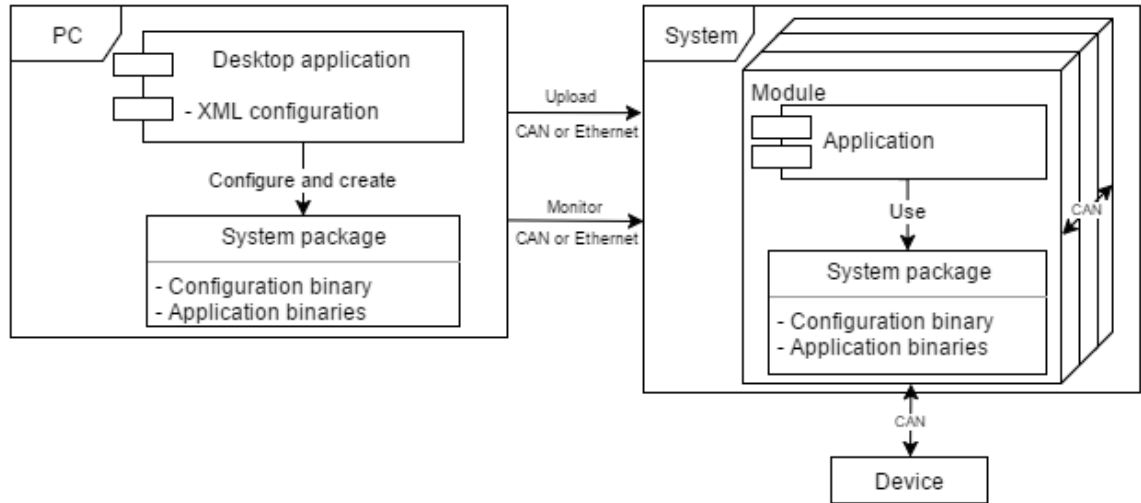 PC
Desktop application
- XML configuration
Configure and create
System package
- Configuration binary
- Application binaries
Upload
CAN or Ethernet
Monitor
CAN or Ethernet
System
Module
Application
Use
CAN
System package
- Configuration binary
- Application binaries
CAN
Device